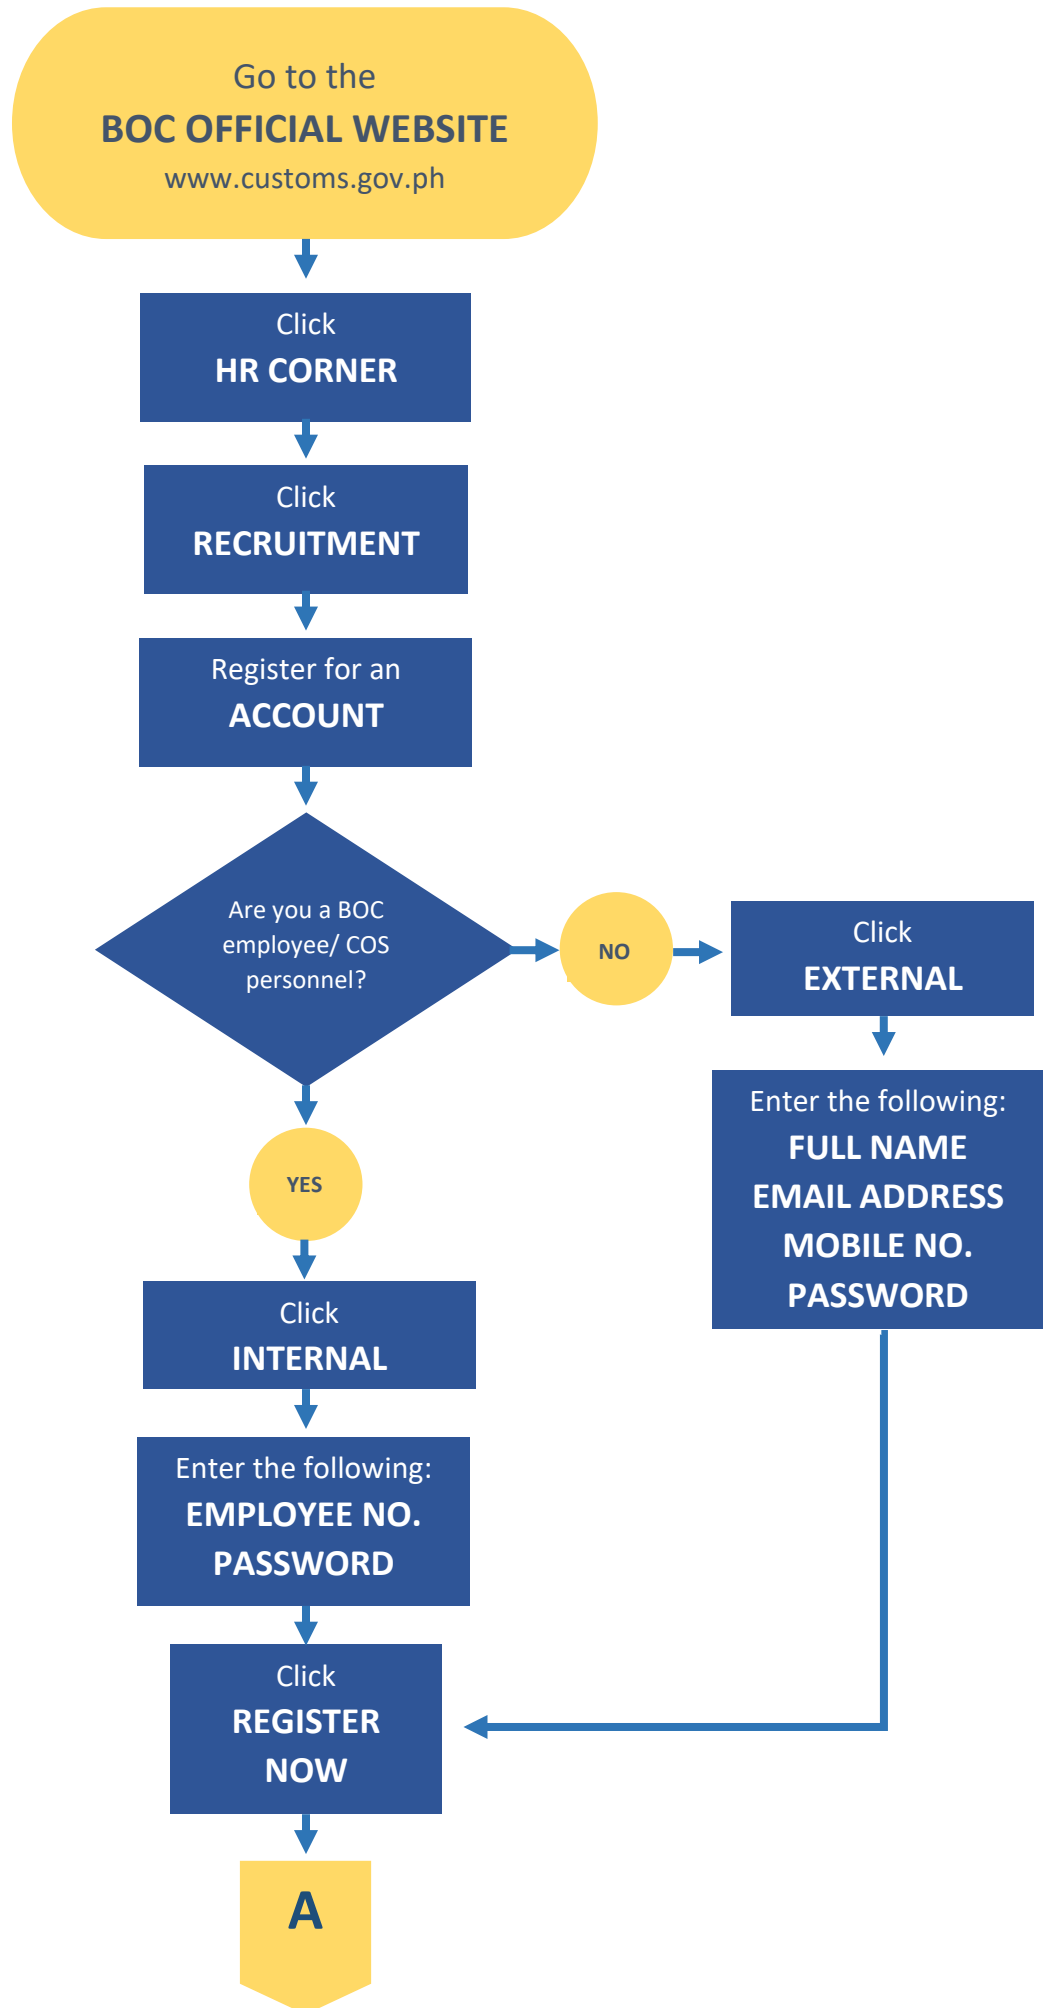 Go to the
BOC OFFICIAL WEBSITE
www.customs.gov.ph
Click
HR CORNER
Click
RECRUITMENT
Register for an
ACCOUNT
Are you a BOC
employee/ COS
personnel?
NO
Click
EXTERNAL
Enter the following:
FULL NAME
EMAIL ADDRESS
MOBILE NO.
PASSWORD
YES
Click
INTERNAL
Enter the following:
EMPLOYEE NO.
PASSWORD
Click
REGISTER
NOW
A